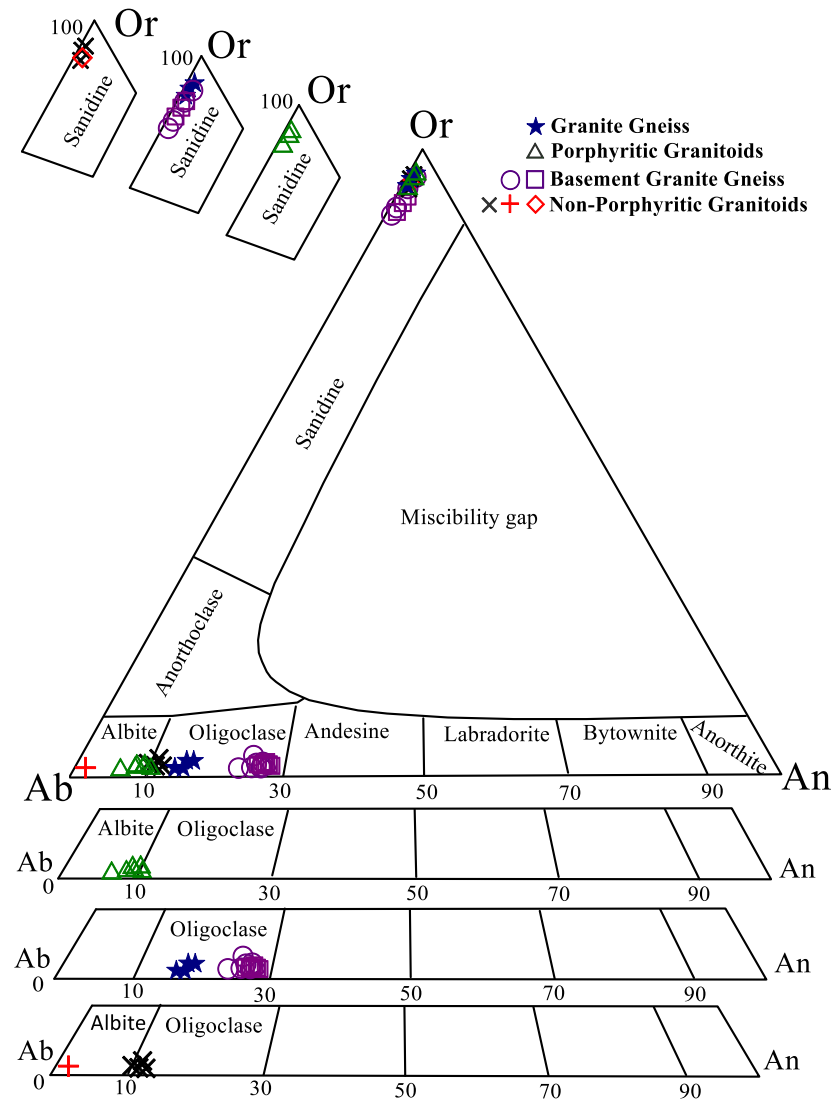 100 Or
Sanidine
100 Or
Sanidine
100 Or
Sanidine
Or
Granite Gneiss
Porphyritic Granitoids
Basement Granite Gneiss
Non-Porphyritic Granitoids
Sanidine
Miscibility gap
Anorthoclase
Albite Oligoclase Andesine Labradorite Bytownite Anorthite
Ab 10 30 50 70 90 An
Albite Oligoclase
Ab An
0 10 30 50 70 90
Oligoclase
Ab An
0 10 30 50 70 90
Albite Oligoclase
Ab An
0 10 30 50 70 90